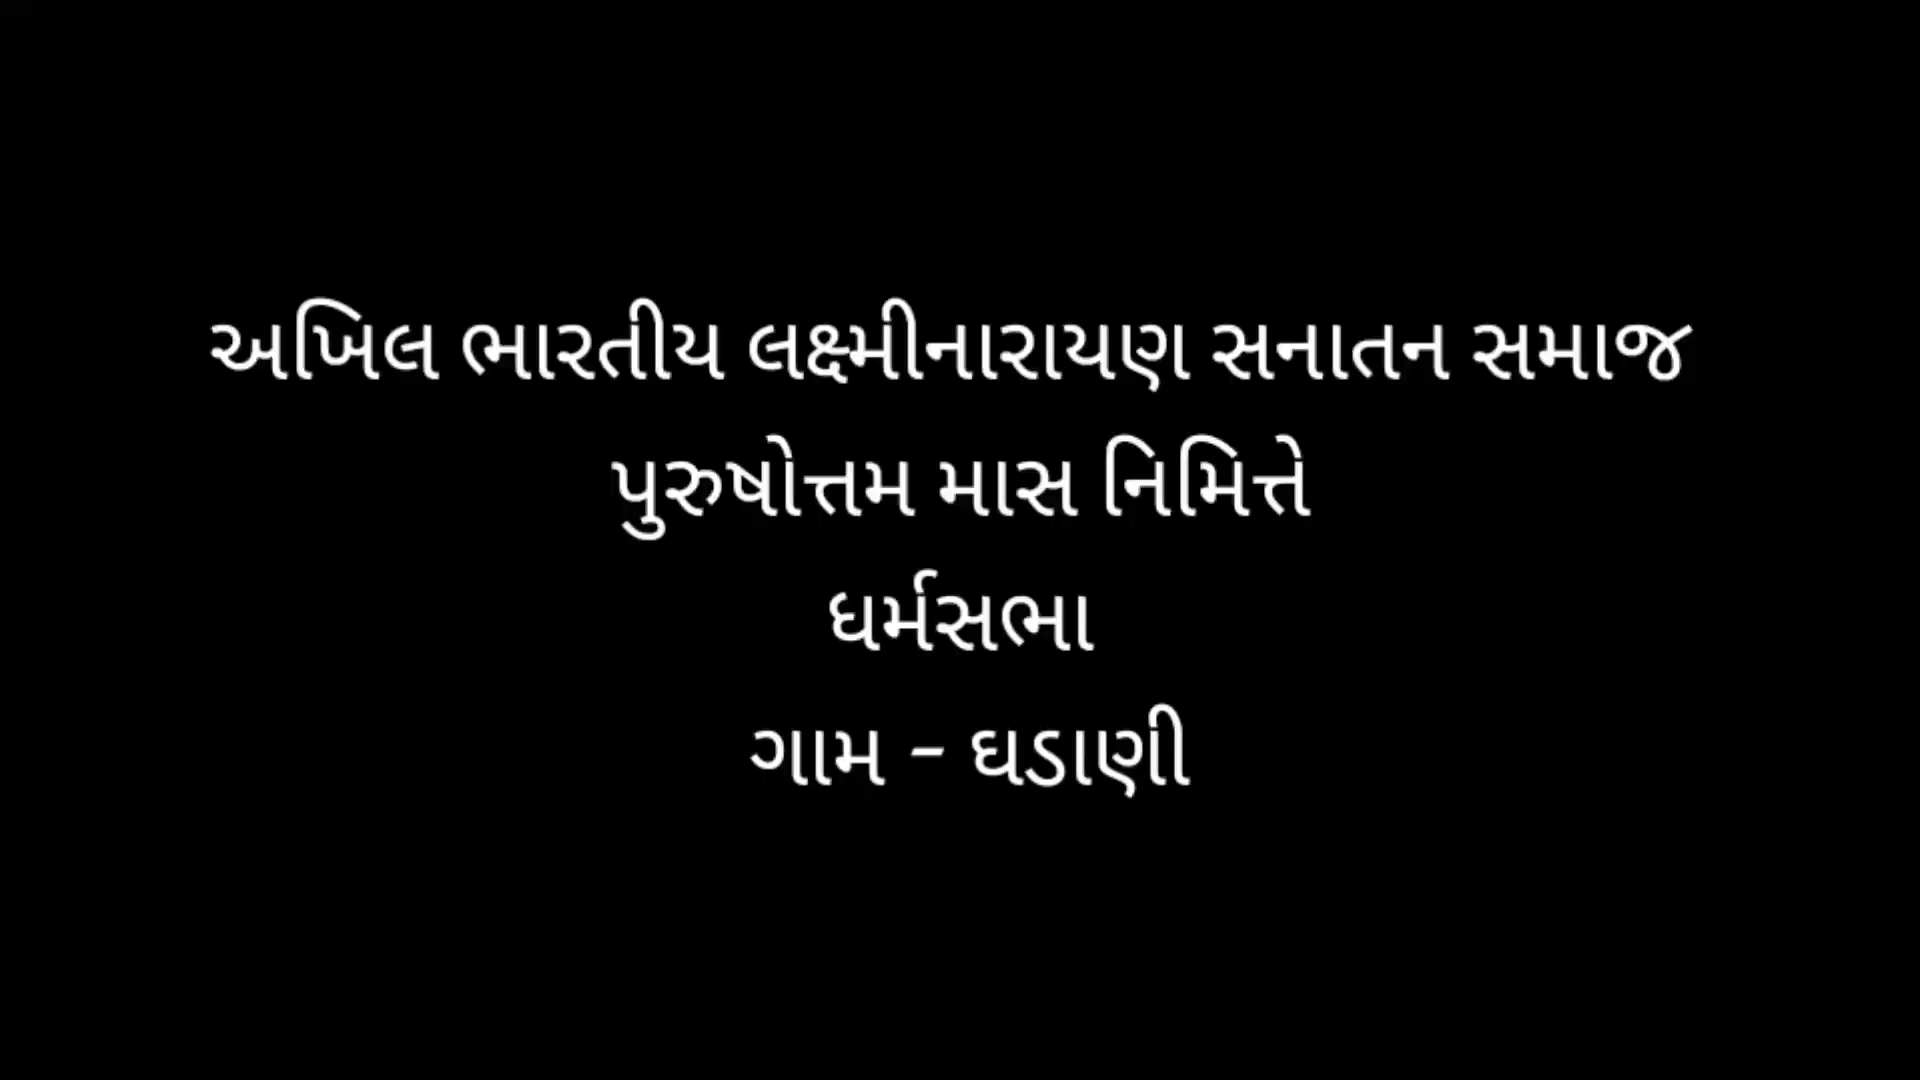 અખિલ ભારતીય લક્ષ્મીનારાયણ સનાતન સમાજ
પુરુષોત્તમ માસ નિમિત્તે
ધર્મસભા
ગામ - ઘડાણી